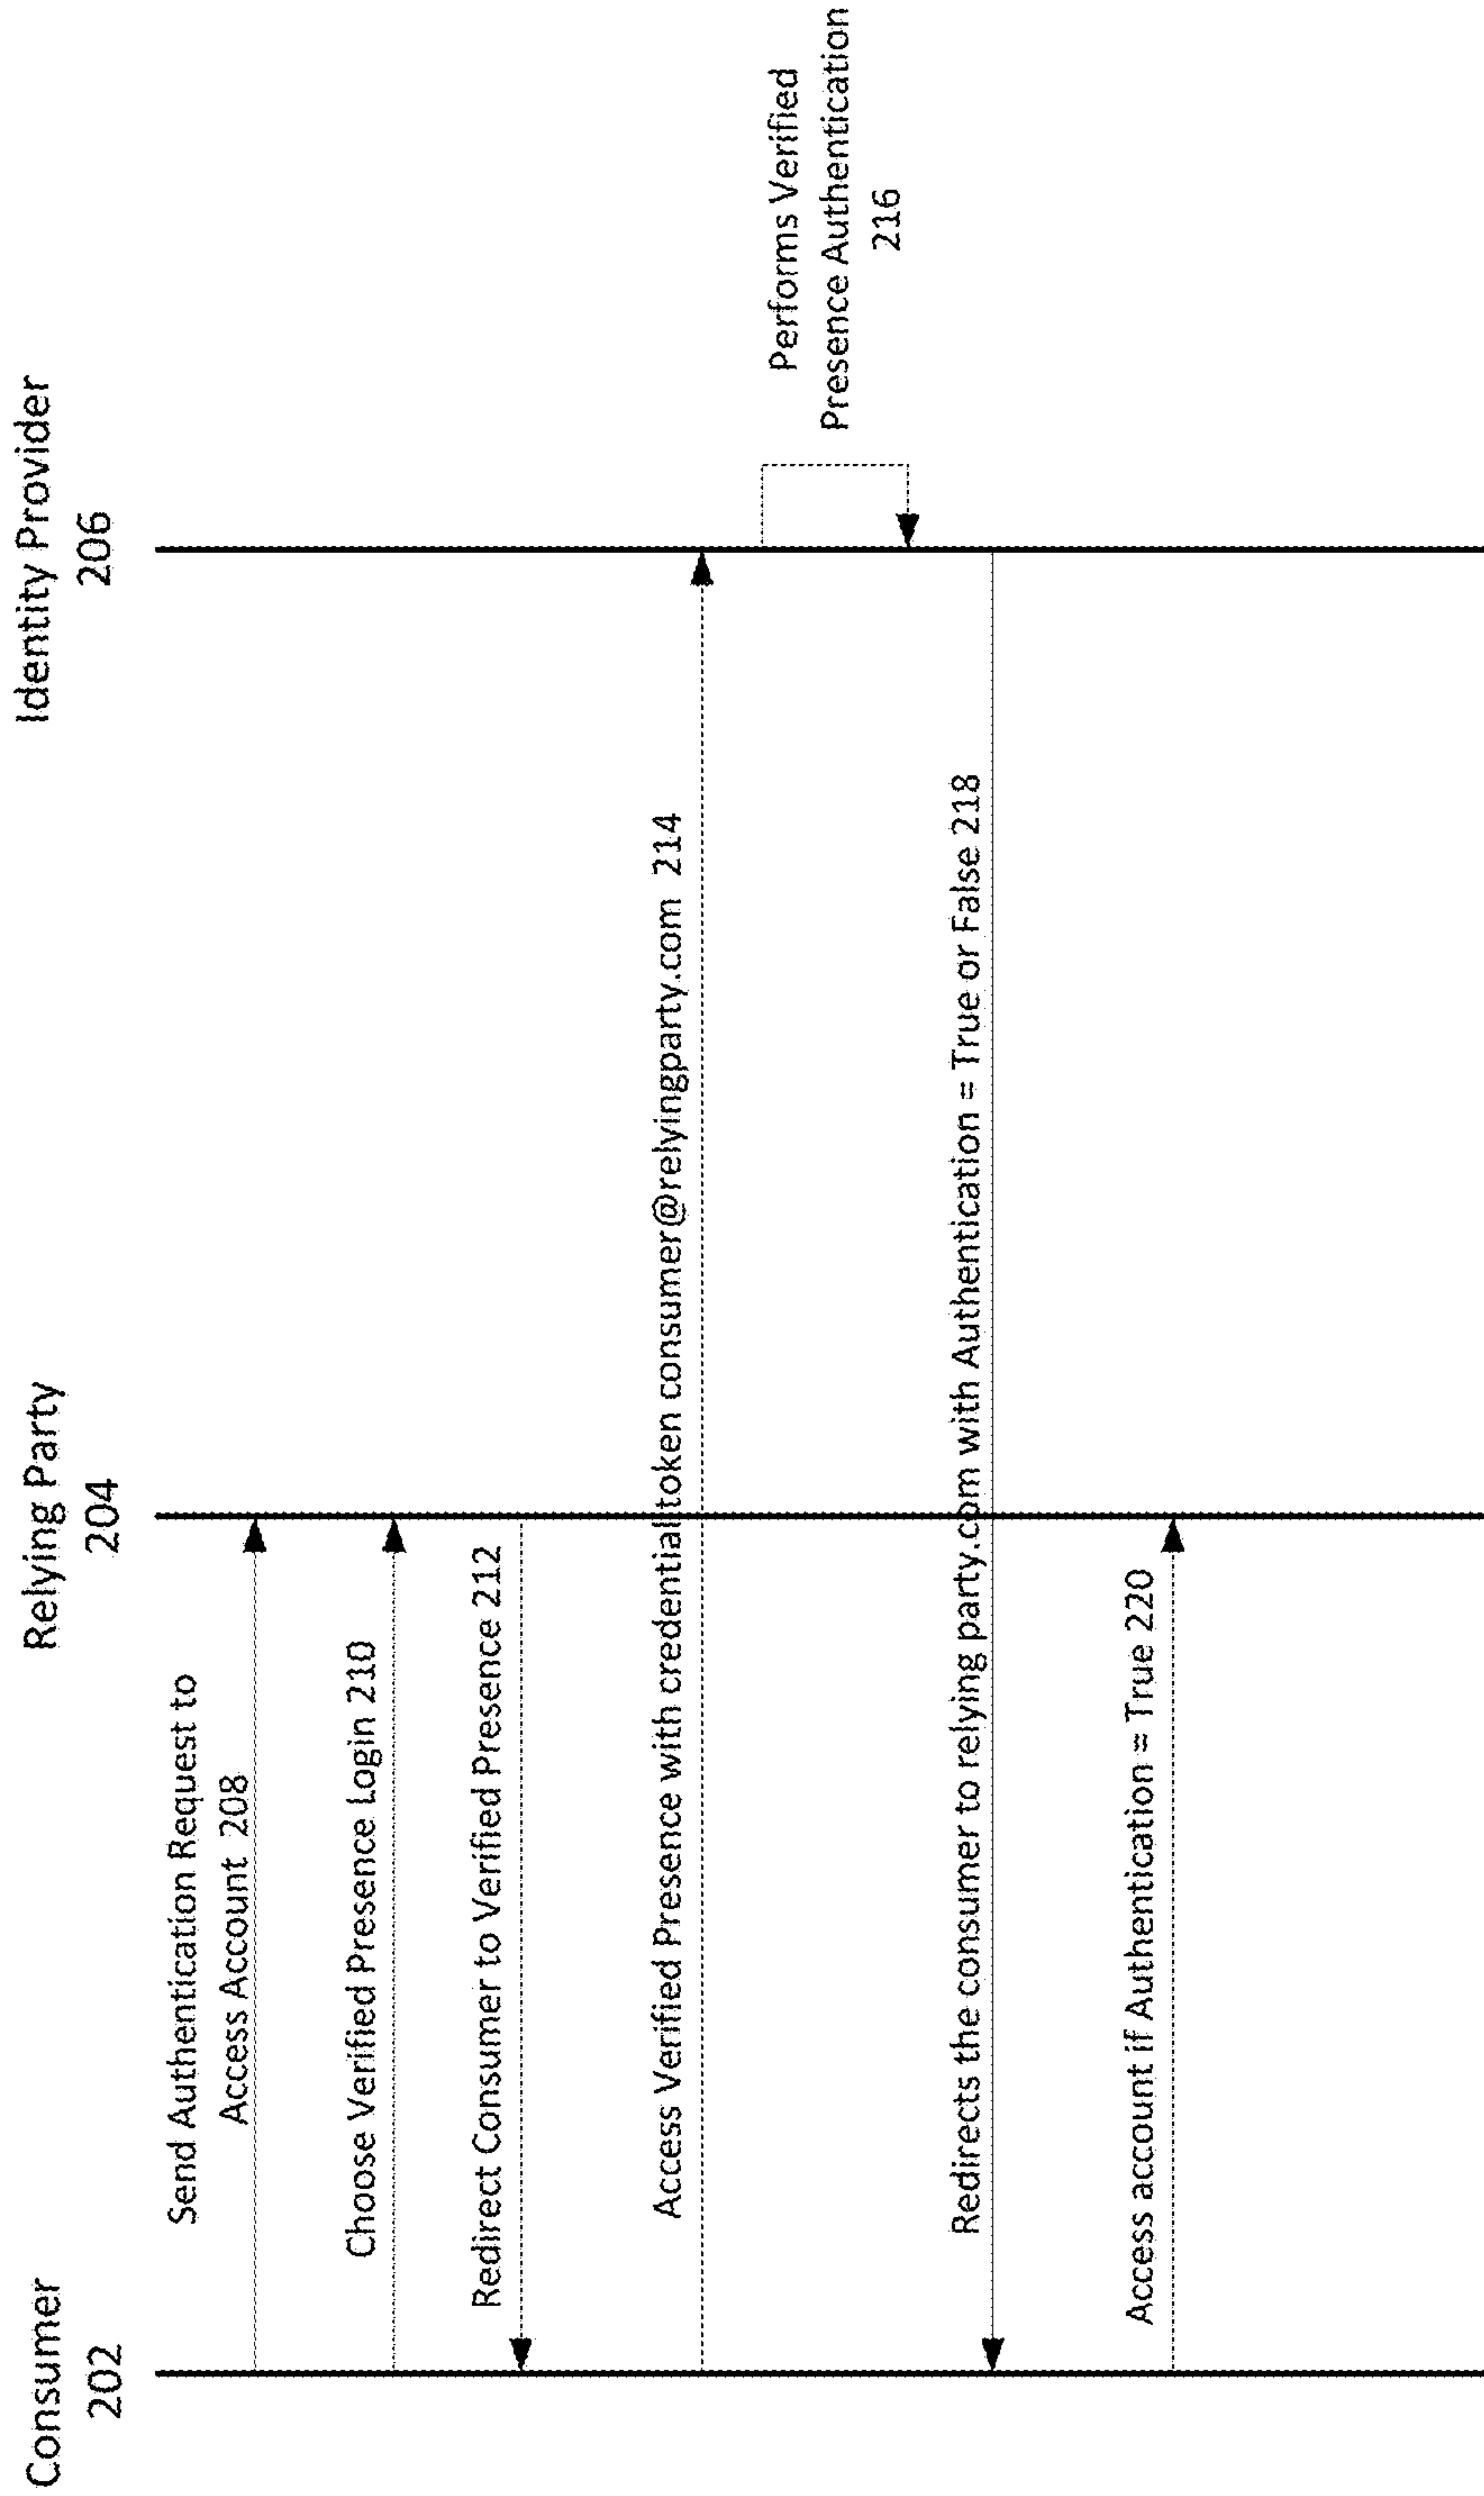 Consumer
202
Relying Party
204
Identity Provider
206
Send Authentication Request to
Access Account 208
Choose Verified Presence Login 210
Redirect Consumer to Verified Presence 212
Access Verified Presence with credential token consumer@relyingparty.com 214
Performs Verified
Presence Authentication
216
Redirects the consumer to relying party.com with Authentication = True or False 218
Access account if Authentication = True 220